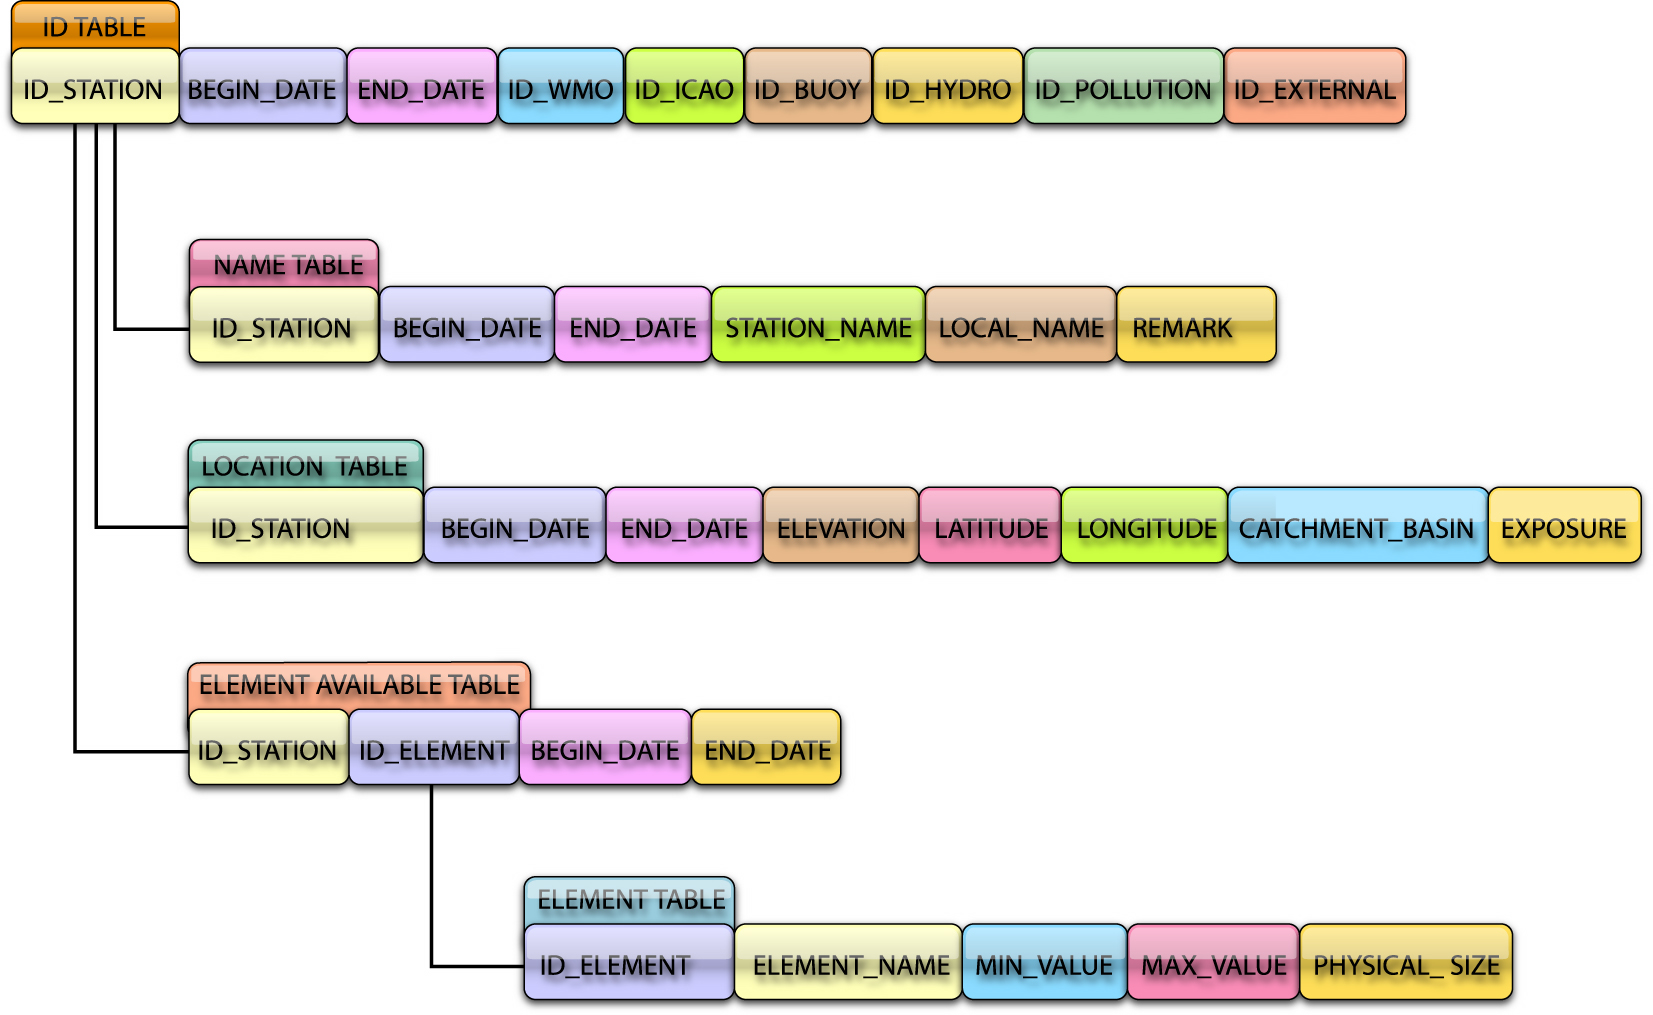 ID TABLE
ID_STATION BEGIN_DATE END_DATE ID_WMO ID_ICAO ID_BUOY ID_HYDRO ID_POLLUTION ID_EXTERNAL
NAME TABLE
ID_STATION BEGIN_DATE END_DATE STATION_NAME LOCAL_NAME REMARK
LOCATION TABLE
ID_STATION BEGIN_DATE END_DATE ELEVATION LATITUDE LONGITUDE CATCHMENT_BASIN EXPOSURE
ELEMENT AVAILABLE TABLE
ID_STATION ID_ELEMENT BEGIN_DATE END_DATE
ELEMENT TABLE
ID_ELEMENT ELEMENT_NAME MIN_VALUE MAX_VALUE PHYSICAL_ SIZE